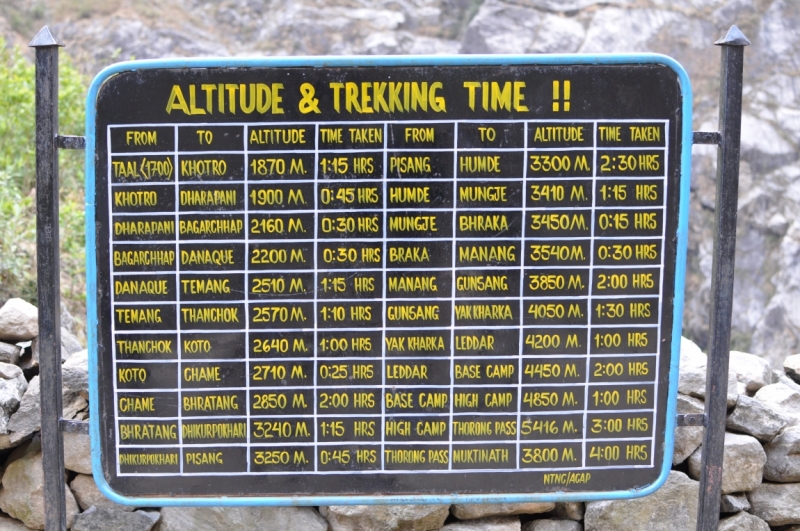 ALTITUDE & TREKKING TIME !!
FROM TO ALTITUDE TIME TAKEN FROM TO ALTITUDE TIME TAKEN
TAAL(1700) KHOTRO 1870 M. 1:15 HRS PISANG HUMDE 3300 M. 2:30 HRS
KHOTRO DHARAPANI 1900 M. 0:45 HRS HUMDE MUNGJE 3410 M. 1:15 HRS
DHARAPANI BAGARCHHAP 2160 M. 0:30 HRS MUNGJE BHRAKA 3450 M. 0:15 HRS
BAGARCHHAP DANAQUE 2200 M. 0:30 HRS BRAKA MANANG 3540 M. 0:30 HRS
DANAQUE TEMANG 2510 M. 1:15 HRS MANANG GUNSANG 3850 M. 2:00 HRS
TEMANG THANCHOK 2570 M. 1:10 HRS GUNSANG YAK KHARKA 4050 M. 1:30 HRS
THANCHOK KOTO 2640 M. 1:00 HRS YAK KHARKA LEDDAR 4200 M. 1:00 HRS
KOTO CHAME 2710 M. 0:25 HRS LEDDAR BASE CAMP 4450 M. 2:00 HRS
CHAME BHRATANG 2850 M. 2:00 HRS BASE CAMP HIGH CAMP 4850 M. 1:00 HRS
BHRATANG DHIKURPOKHARI 3240 M. 1:15 HRS HIGH CAMP THORONG PASS 5416 M. 3:00 HRS
DHIKURPOKHARI PISANG 3250 M. 0:45 HRS THORONG PASS MUKTINATH 3800 M. 4:00 HRS
NTNG/ACAP